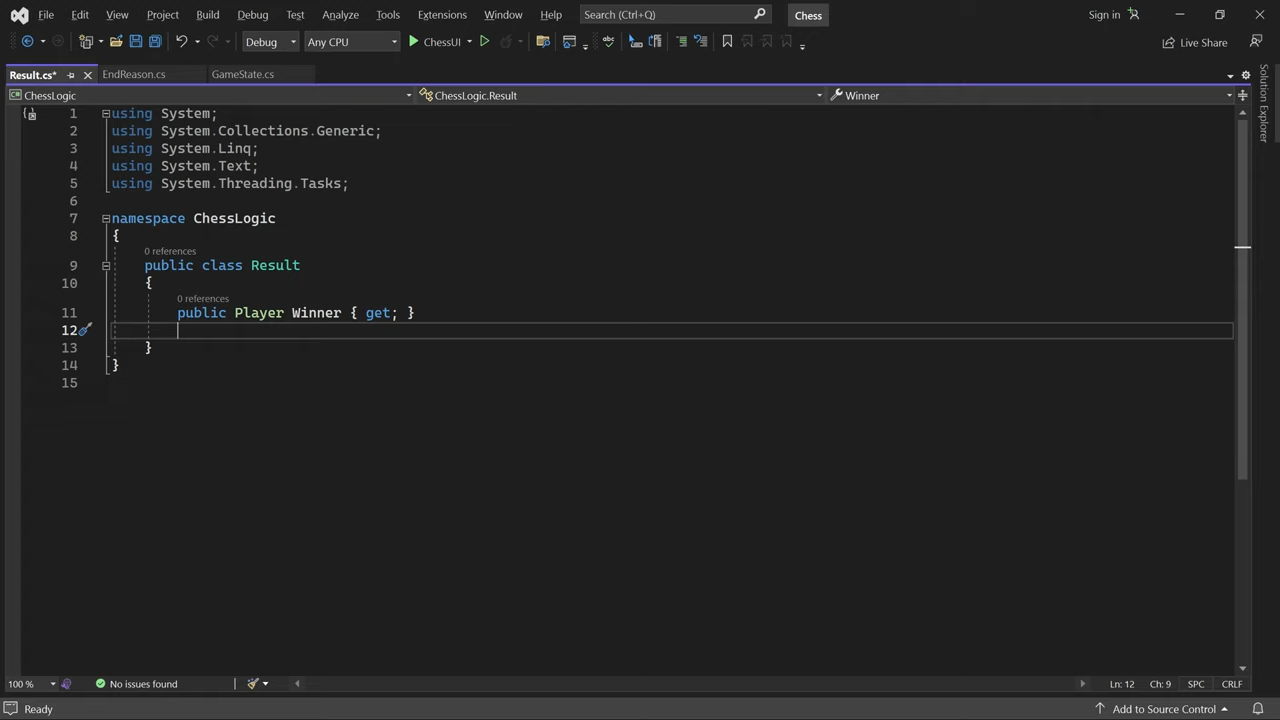 File Edit View Project Build Debug Test Analyze Tools Extensions Window Help Search (Ctrl+Q) Chess Sign in
Debug Any CPU ChessUI Live Share
Result.cs* EndReason.cs GameState.cs
ChessLogic ChessLogic.Result Winner
Solution Explorer
1 using System;
2 using System.Collections.Generic;
3 using System.Linq;
4 using System.Text;
5 using System.Threading.Tasks;
6
7 namespace ChessLogic
8 {
0 references
9 public class Result
10 {
0 references
11 public Player Winner { get; }
12
13 }
14 }
15
100 % No issues found Ln: 12 Ch: 9 SPC CRLF
Ready Add to Source Control